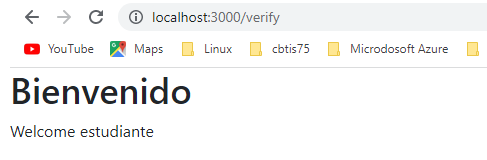 localhost:3000/verify
YouTube Maps Linux cbtis75 Microdosoft Azure
Bienvenido
Welcome estudiante